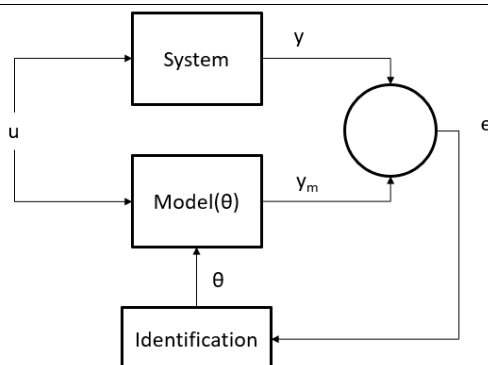 y
System
u
e
Model(θ)
yₘ
θ
Identification